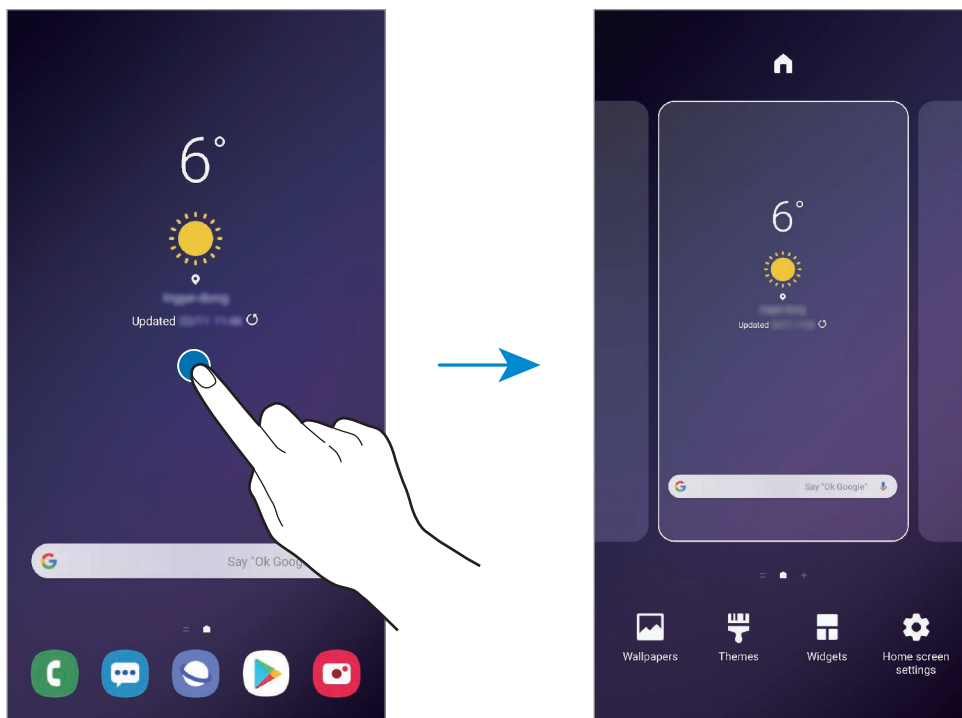 6°
Updated
Say "Ok Goog
6°
Updated
Say "Ok Google"
Wallpapers
Themes
Widgets
Home screen
settings